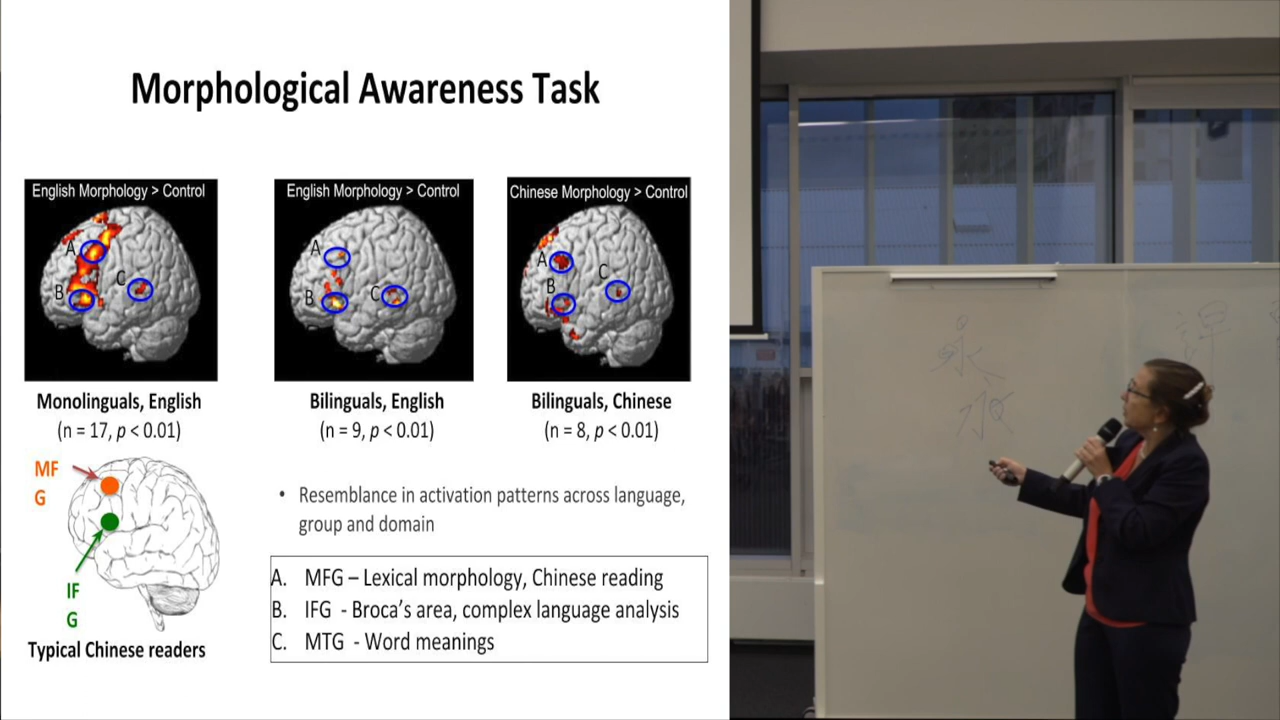 Morphological Awareness Task
English Morphology > Control
English Morphology > Control
Chinese Morphology > Control
A
B
C
A
B
C
A
B
C
Monolinguals, English
(n = 17, p < 0.01)
Bilinguals, English
(n = 9, p < 0.01)
Bilinguals, Chinese
(n = 8, p < 0.01)
MF
G
IF
G
Typical Chinese readers
• Resemblance in activation patterns across language,
group and domain
A. MFG – Lexical morphology, Chinese reading
B. IFG - Broca's area, complex language analysis
C. MTG - Word meanings